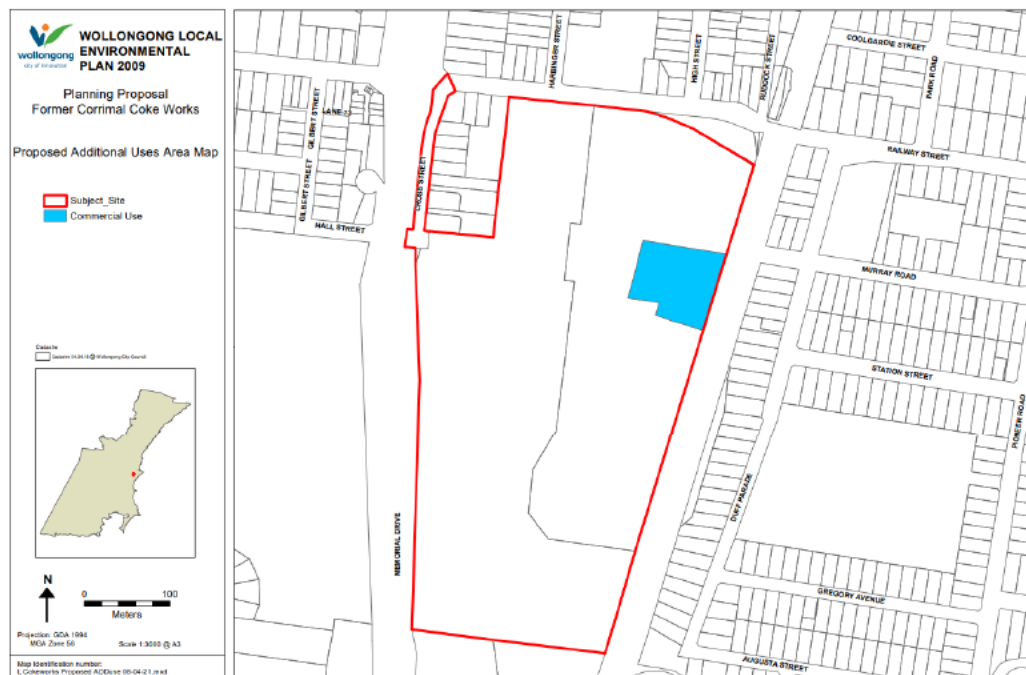 WOLLONGONG LOCAL
ENVIRONMENTAL
PLAN 2009
wollongong
city of innovation
Planning Proposal
Former Corrimal Coke Works
Proposed Additional Uses Area Map
Subject_Site
Commercial Use
Cadastre
N
0 100
Meters
Projection: GDA 1994
MGA Zone 56
Scale 1:3000 @ A3
Map Identification number:
HARBINGER STREET
HIGH STREET
RUDDOCK STREET
COOLGARDIE STREET
PARK ROAD
GILBERT STREET
RAILWAY STREET
CROSS STREET
GILBERT STREET
HALL STREET
MURRAY ROAD
STATION STREET
PIONEER ROAD
DUFF PARADE
MEMORIAL DRIVE
GREGORY AVENUE
AUGUSTA STREET